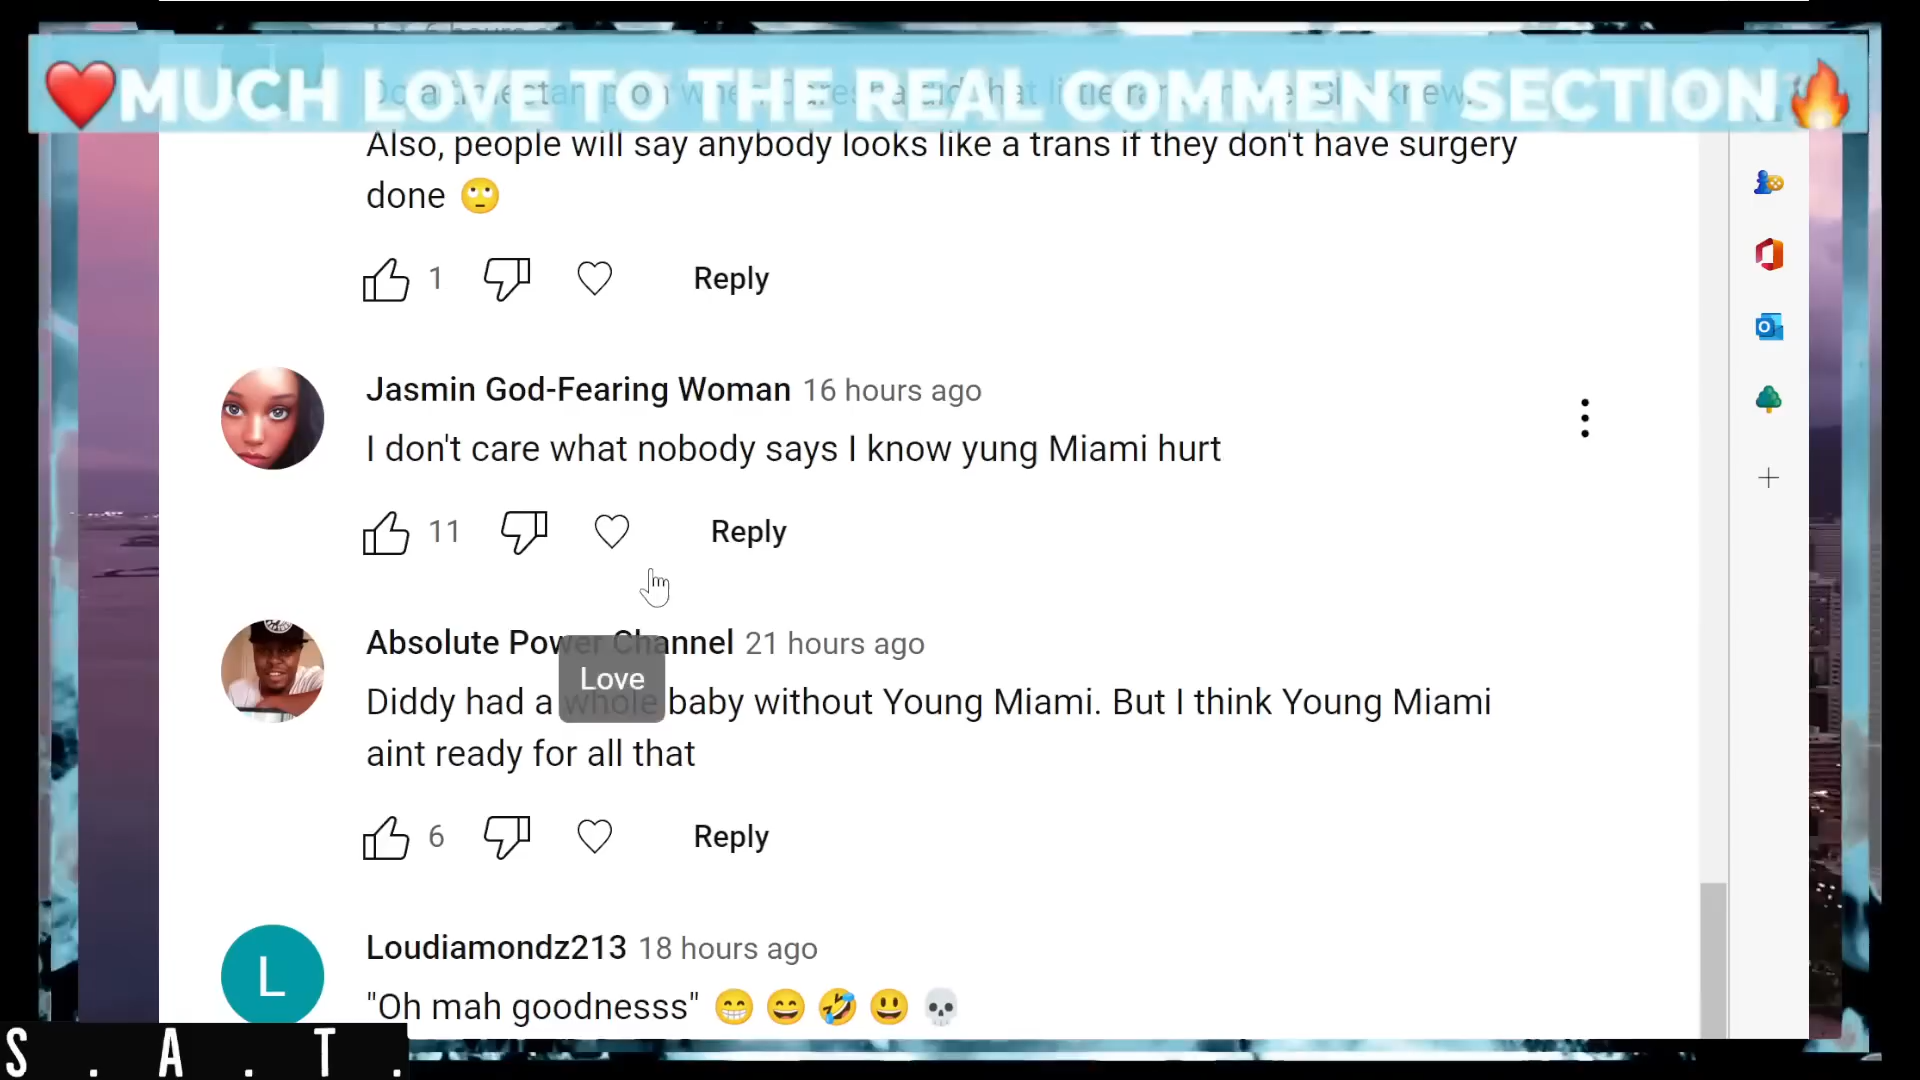 ❤️MUCH LOVE TO THE REAL COMMENT SECTION🔥
Also, people will say anybody looks like a trans if they don't have surgery
done 🙄
1 Reply
Jasmin God-Fearing Woman 16 hours ago
I don't care what nobody says I know yung Miami hurt
11 Reply
Absolute Power Channel 21 hours ago
Love
Diddy had a whole baby without Young Miami. But I think Young Miami
aint ready for all that
6 Reply
L
Loudiamondz213 18 hours ago
"Oh mah goodnesss" 😁 😄 🤣 😃 💀
S . A . T .